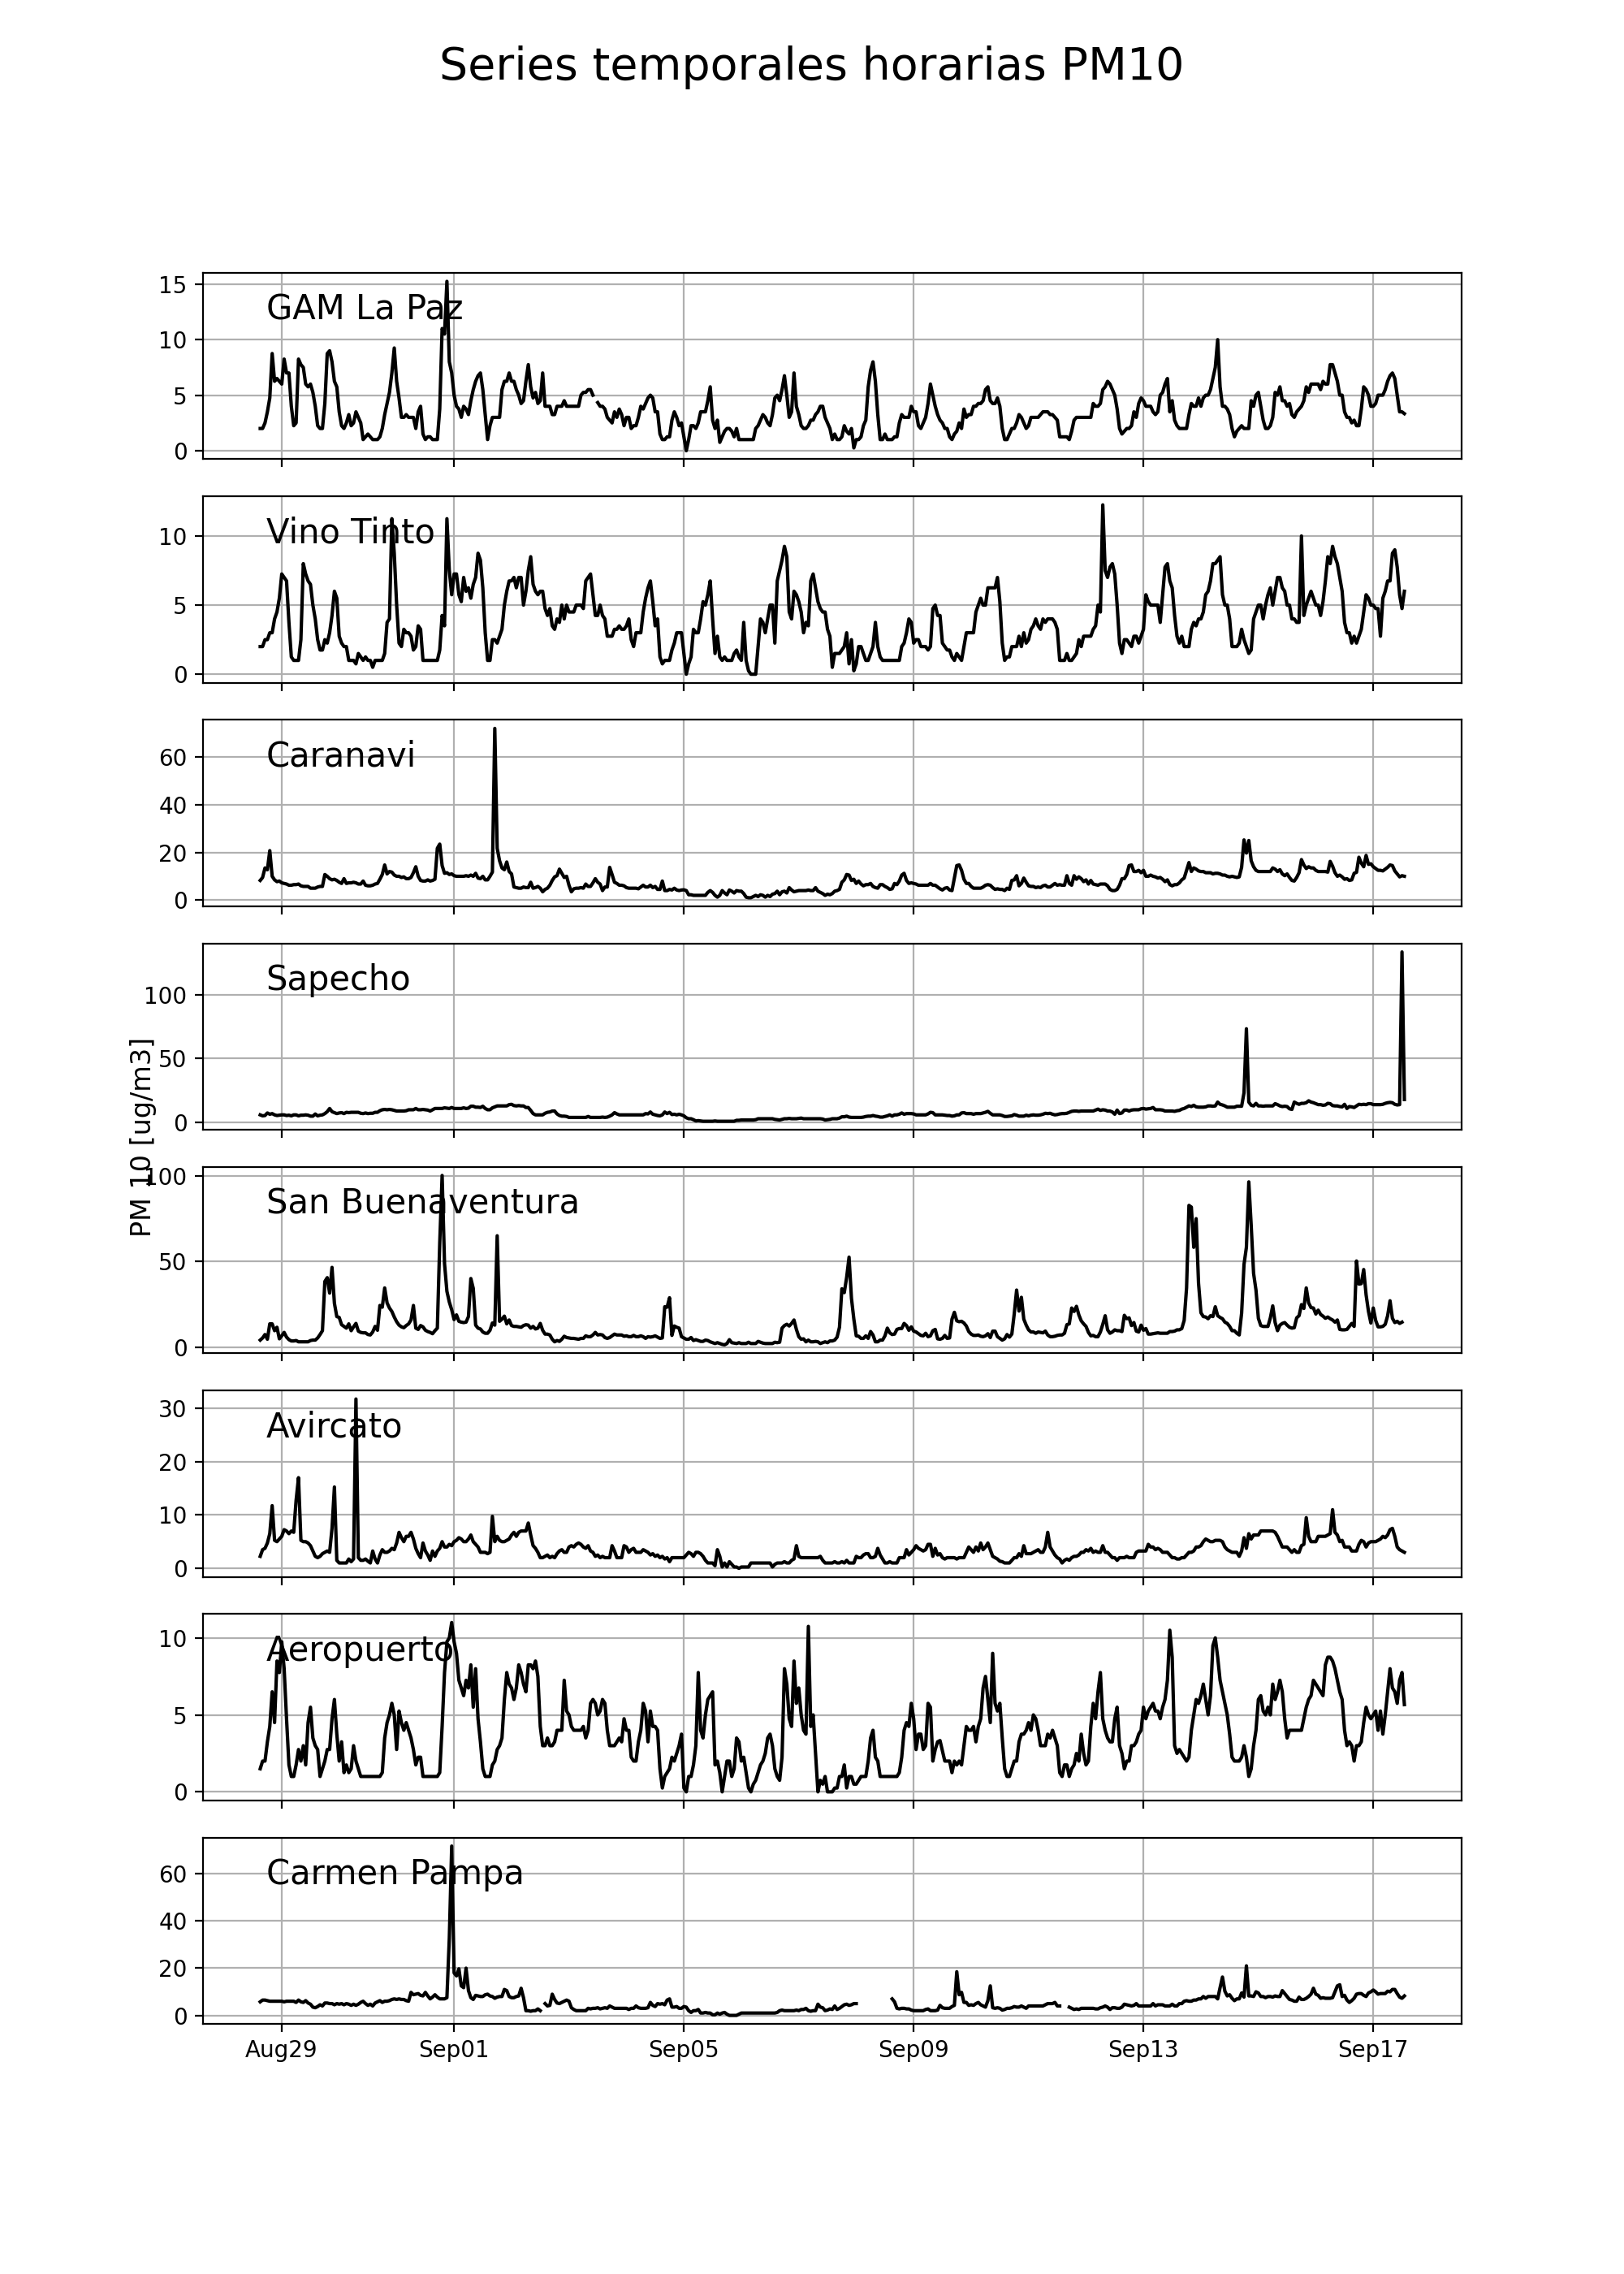 Series temporales horarias PM10
PM 10 [ug/m3]
GAM La Paz
15
10
5
0
Vino Tinto
10
5
0
Caranavi
60
40
20
0
Sapecho
100
50
0
San Buenaventura
100
50
0
Avircato
30
20
10
0
Aeropuerto
10
5
0
Carmen Pampa
60
40
20
0
Aug29 Sep01 Sep05 Sep09 Sep13 Sep17